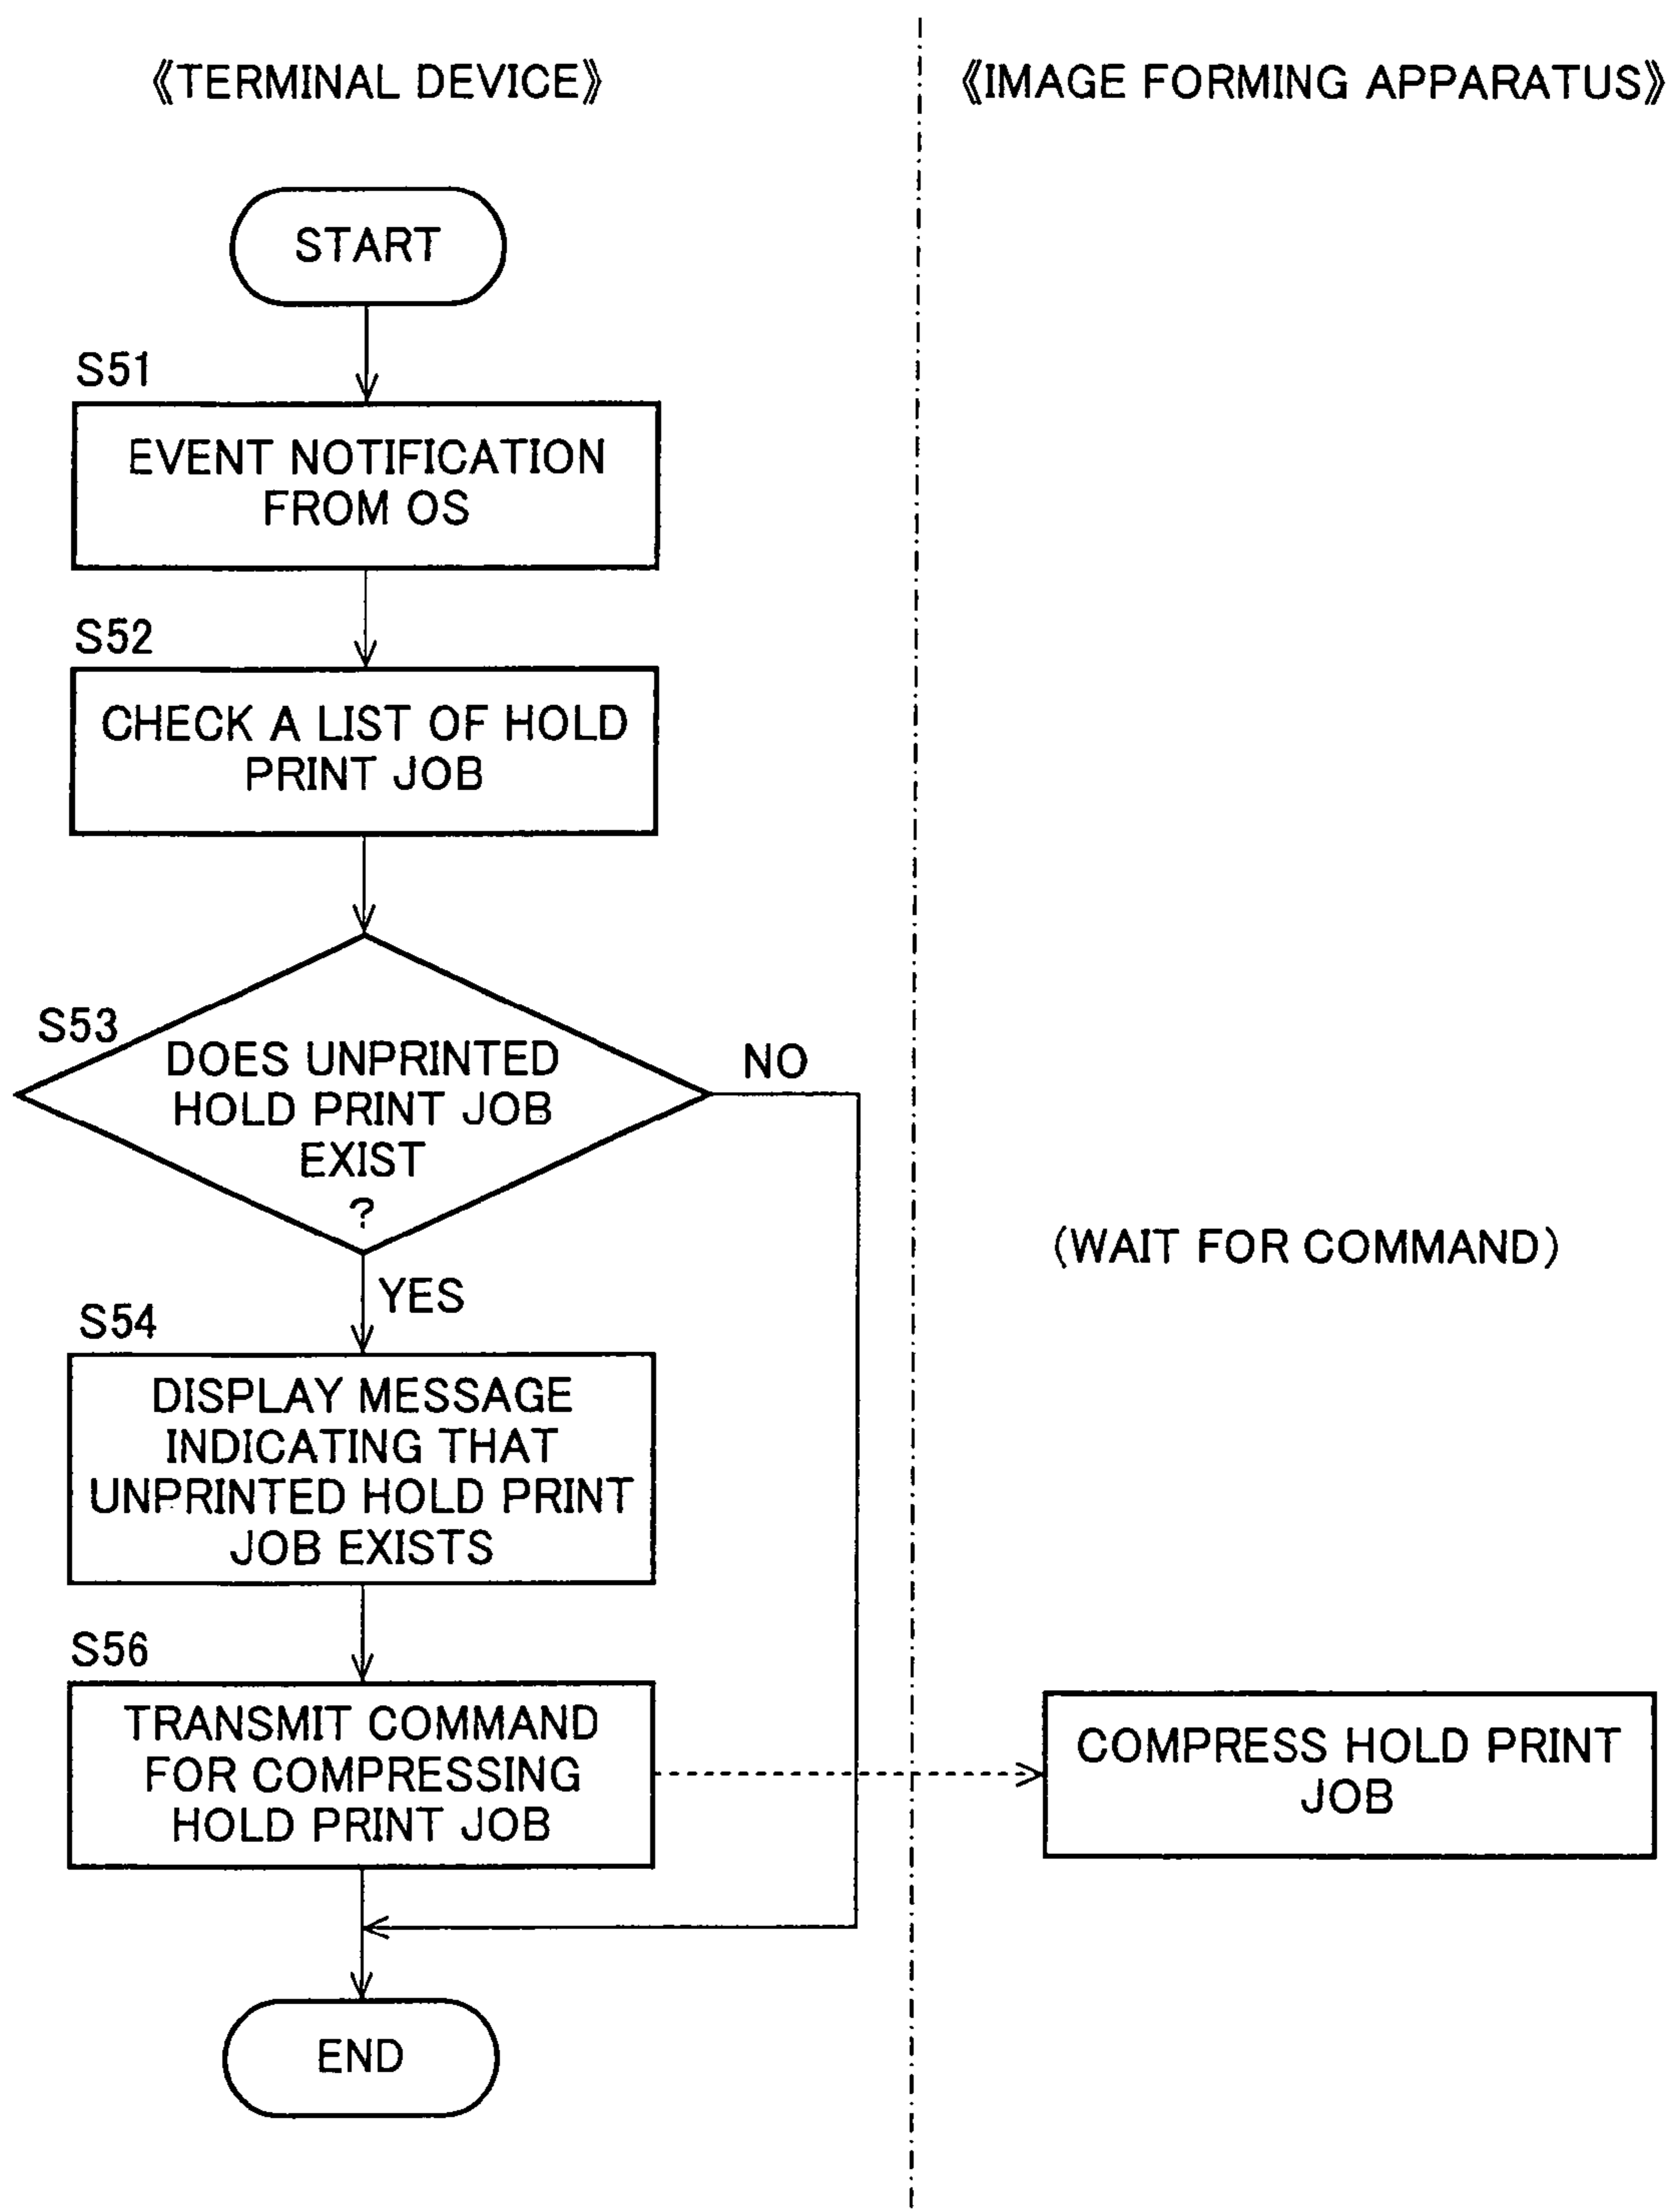 《TERMINAL DEVICE》
《IMAGE FORMING APPARATUS》
START
S51
EVENT NOTIFICATION
FROM OS
S52
CHECK A LIST OF HOLD
PRINT JOB
S53
DOES UNPRINTED
HOLD PRINT JOB
EXIST
?
NO
YES
(WAIT FOR COMMAND)
S54
DISPLAY MESSAGE
INDICATING THAT
UNPRINTED HOLD PRINT
JOB EXISTS
S56
TRANSMIT COMMAND
FOR COMPRESSING
HOLD PRINT JOB
COMPRESS HOLD PRINT
JOB
END